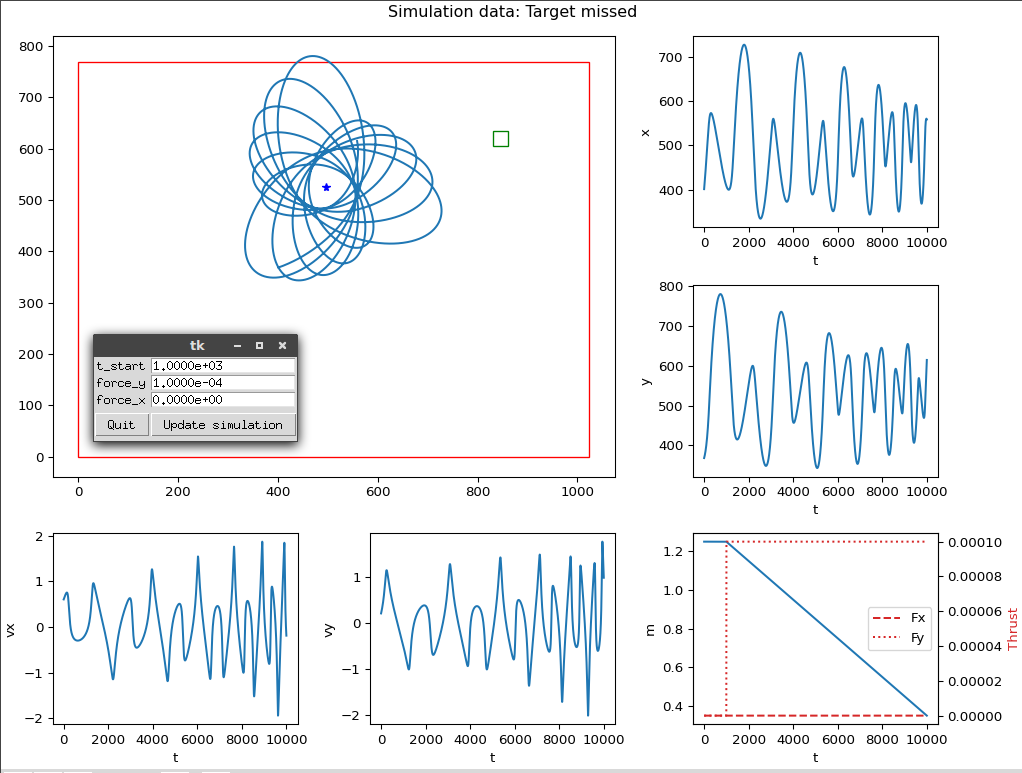 Simulation data: Target missed
800
700
600
500
400
300
200
100
0
0 200 400 600 800 1000
tk
t_start 1.0000e+03
force_y 1.0000e-04
force_x 0.0000e+00
Quit Update simulation
x
700
600
500
400
0 2000 4000 6000 8000 10000
t
y
800
700
600
500
400
0 2000 4000 6000 8000 10000
t
vx
2
1
0
−1
−2
0 2000 4000 6000 8000 10000
t
vy
1
0
−1
−2
0 2000 4000 6000 8000 10000
t
m
1.2
1.0
0.8
0.6
0.4
0 2000 4000 6000 8000 10000
t
Fx
Fy
0.00010
0.00008
0.00006
0.00004
0.00002
0.00000
Thrust